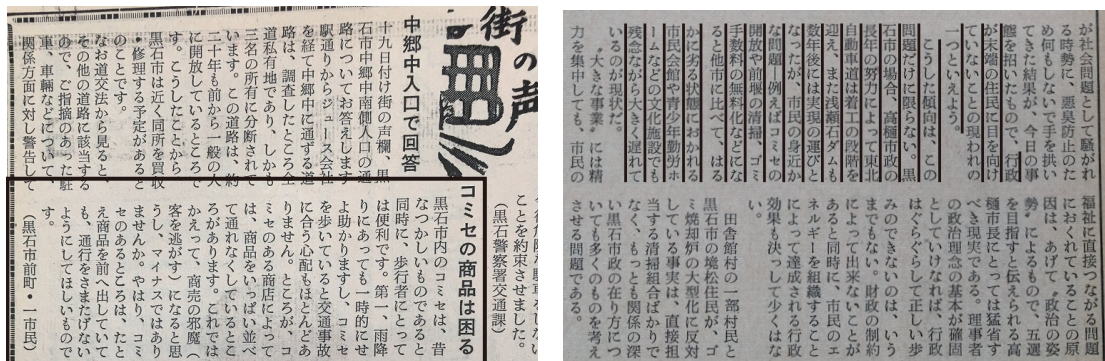 街の声
中郷中入口で回答
十九日付け街の声欄、黒
石市中郷中南側入口の道
路についてお答えします
駅通りからジュース会社
を経て中郷中に通ずる道
路は、調査したところ全
道私有地であり、しかも
三名の所有に分断されて
います。この道路は、約
二十年も前から一般の人
に開放しているところで
す。こうしたことから、
黒石市は近く同所を買収
・修理する予定があると
のことです。
なお道交法から見ると、
その他の道路に該当する
ので、ご指摘のあった駐
車、車輛などについて、
関係方面に対し警告して
ことを約束させました。
(黒石警察署交通課)
コミセの商品は困る
黒石市内のコミセは、昔
なつかしいものであると
同時に、歩行者にとって
は便利です。第一、雨降
りにあっても一時的にせ
よ助かりますし、コミセ
を歩いていると交通事故
に合う心配もほとんどあ
りません。ところが、コ
ミセのある商店によって
は、商品をいっぱい並べ
て通れなくしているとこ
ろがあります。これでは
かえって、商売の邪魔(
客を逃がす)になると思
うし、マイナスではあり
ませんか。やはり、コミ
セのあるところは、たと
え商品を前へ出していて
も、通行をさまたげない
ようにしてほしいもので
す。
(黒石市前町・一市民)
が社会問題として騒がれ
る時勢に、悪臭防止のた
め何もしないで手を拱い
てきた結果が、今日の事
態を招いたもので、行政
が末端の住民に目を向け
ていないことの現われの
一つといえよう。
こうした傾向は、この
問題だけに限らない。黒
石市の場合、高樋市政の
長年の努力によって東北
自動車道は着工の段階を
迎え、また浅瀬石ダムも
数年後には実現の運びと
なったが、市民の身近か
な問題―例えばコミセの
開放や前堰の清掃、ゴミ
手数料の無料化などにな
ると他市に比べて、はる
かに劣る状態におかれ、
市民会館や青少年勤労ホ
ームなどの文化施設でも
残念ながら大きく遅れて
いるのが現状だ。
“大きな事業”には精
力を集中しても、市民の
福祉に直接つながる問題
におくれていることの原
因は、あげて“政治の姿
勢”によるもので、五選
を目指すと伝えられる高
樋市長にとっては猛省す
べき現実である。理事者
の政治理念の基本が確固
としていなければ、行政
はぐらぐらして正しい歩
みのできないのは、いう
までもない。財政の制約
によって出来ないことが
あると同時に、市民のエ
ネルギーを組織すること
によって達成される行政
効果も決っして少くはな
い。
田舎館村の一部村民と
黒石市の境松住民が、ゴ
ミ焼却炉の大型化に反対
している事実は、直接担
当する清掃組合ばかりで
なく、もっとも関係の深
い黒石市政の在り方につ
いても多くのものを考え
させる問題である。